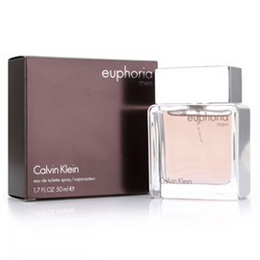 euphoria
men
Calvin Klein
eau de toilette spray / vaporisateur
1.7 FL OZ 50ml ℮
euphoria
men
Calvin Klein